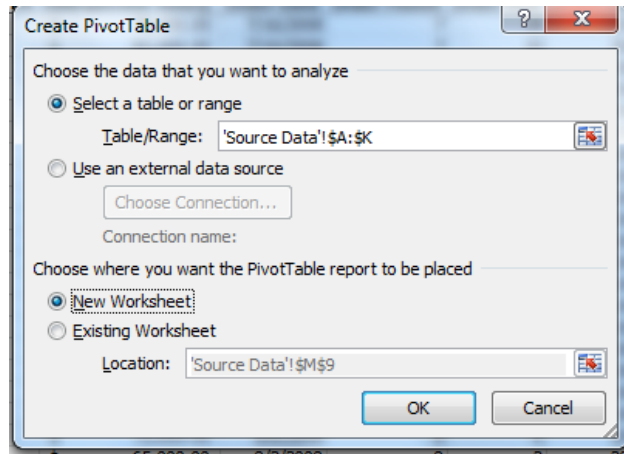 Create PivotTable
Choose the data that you want to analyze
Select a table or range
Table/Range: 'Source Data'!$A:$K
Use an external data source
Choose Connection...
Connection name:
Choose where you want the PivotTable report to be placed
New Worksheet
Existing Worksheet
Location: 'Source Data'!$M$9
OK Cancel